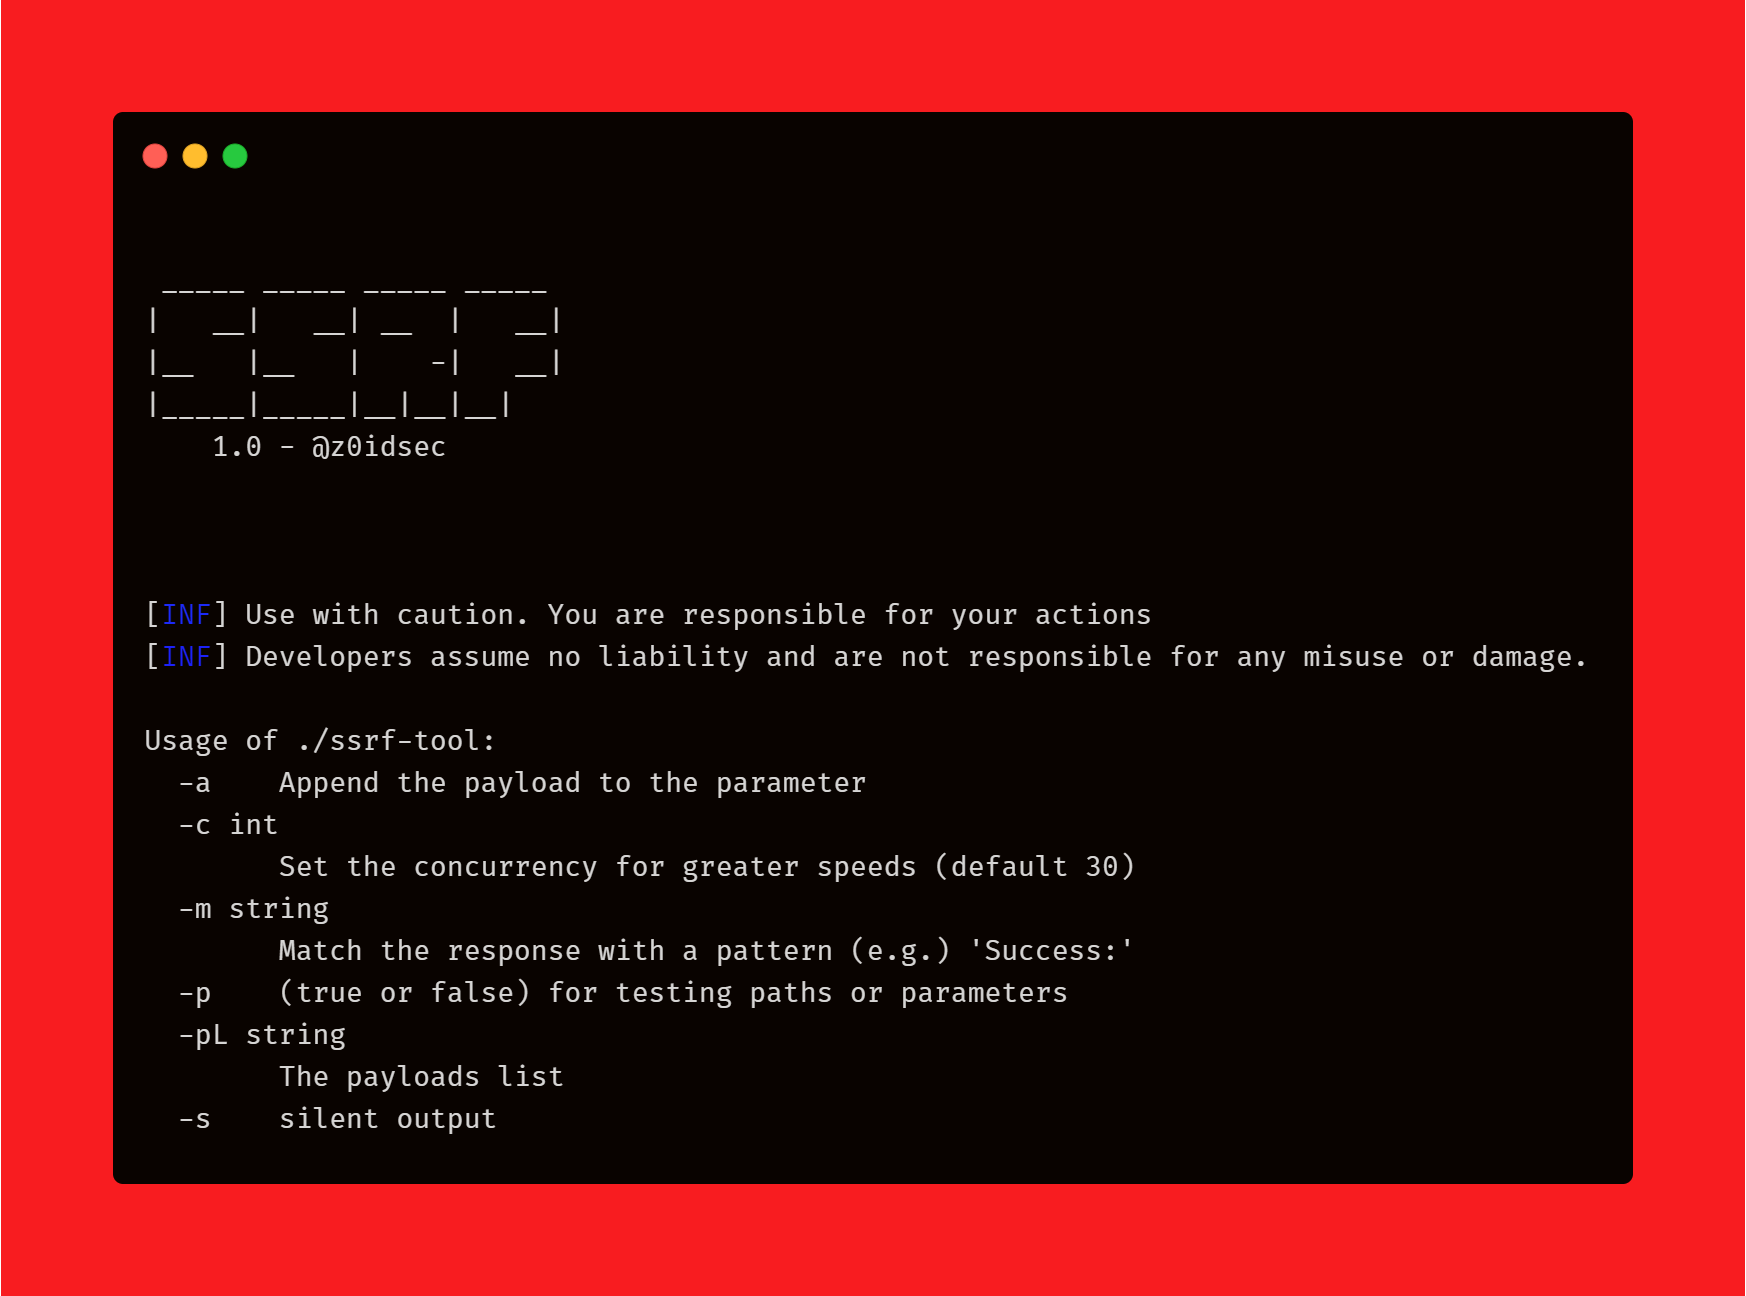 _____ _____ _____ _____
|   __|   __| __  |   __|
|__   |__   |    -|   __|
|_____|_____|__|__|__|
    1.0 - @z0idsec
[INF] Use with caution. You are responsible for your actions
[INF] Developers assume no liability and are not responsible for any misuse or damage.
Usage of ./ssrf-tool:
  -a    Append the payload to the parameter
  -c int
        Set the concurrency for greater speeds (default 30)
  -m string
        Match the response with a pattern (e.g.) 'Success:'
  -p    (true or false) for testing paths or parameters
  -pL string
        The payloads list
  -s    silent output